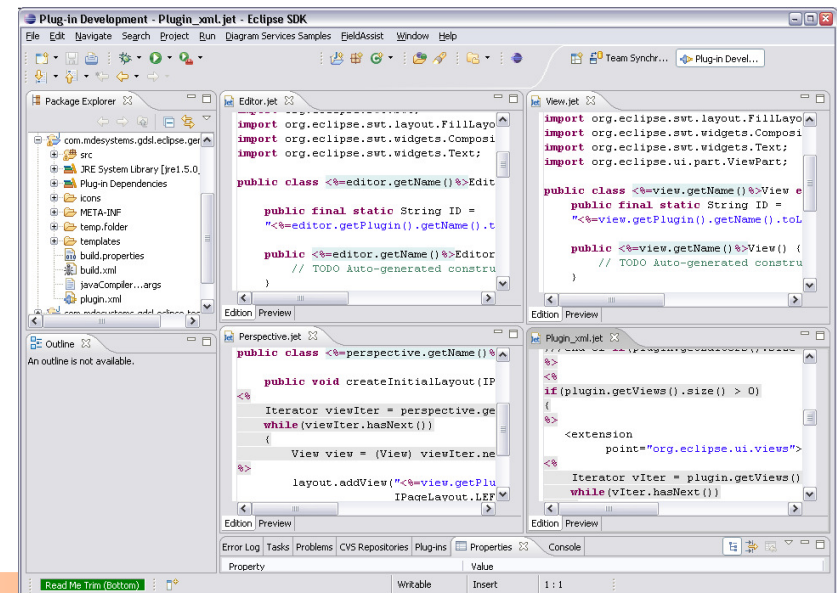 Plug-in Development - Plugin_xml.jet - Eclipse SDK
File Edit Navigate Search Project Run Diagram Services Samples FieldAssist Window Help
Team Synchr... Plug-in Devel...
Package Explorer
com.mdesystems.gdsl.eclipse.ger
src
JRE System Library [jre1.5.0_
Plug-in Dependencies
icons
META-INF
temp.folder
templates
build.properties
build.xml
javaCompiler...args
plugin.xml
Outline
An outline is not available.
Editor.jet
import org.eclipse.swt.layout.FillLayo
import org.eclipse.swt.widgets.Composi
import org.eclipse.swt.widgets.Text;
public class <%=editor.getName()%>Edit
public final static String ID =
"<%=editor.getPlugin().getName().t
public <%=editor.getName()%>Editor
// TODO Auto-generated constru
}
Edition Preview
View.jet
import org.eclipse.swt.layout.FillLayo
import org.eclipse.swt.widgets.Composi
import org.eclipse.swt.widgets.Text;
import org.eclipse.ui.part.ViewPart;
public class <%=view.getName()%>View e
public final static String ID =
"<%=view.getPlugin().getName().toL
public <%=view.getName()%>View() {
// TODO Auto-generated constru
}
Edition Preview
Perspective.jet
public class <%=perspective.getName()%
public void createInitialLayout(IP
<%
Iterator viewIter = perspective.ge
while(viewIter.hasNext())
{
View view = (View) viewIter.ne
%>
layout.addView("<%=view.getPlu
IPageLayout.LEF
Edition Preview
Plugin_xml.jet
%>
<%
if(plugin.getViews().size() > 0)
{
%>
<extension
point="org.eclipse.ui.views">
<%
Iterator vIter = plugin.getViews()
while(vIter.hasNext())
Edition Preview
Error Log Tasks Problems CVS Repositories Plug-ins Properties Console
Property Value
Read Me Trim (Bottom) Writable Insert 1 : 1